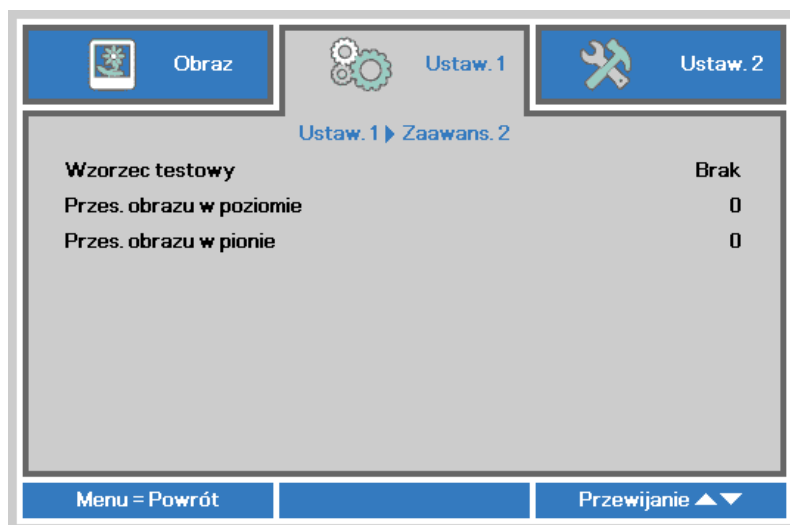 Obraz
Ustaw. 1
Ustaw. 2
Ustaw. 1 Zaawans. 2
Wzorzec testowy Brak
Przes. obrazu w poziomie 0
Przes. obrazu w pionie 0
Menu = Powrót
Przewijanie ▲▼